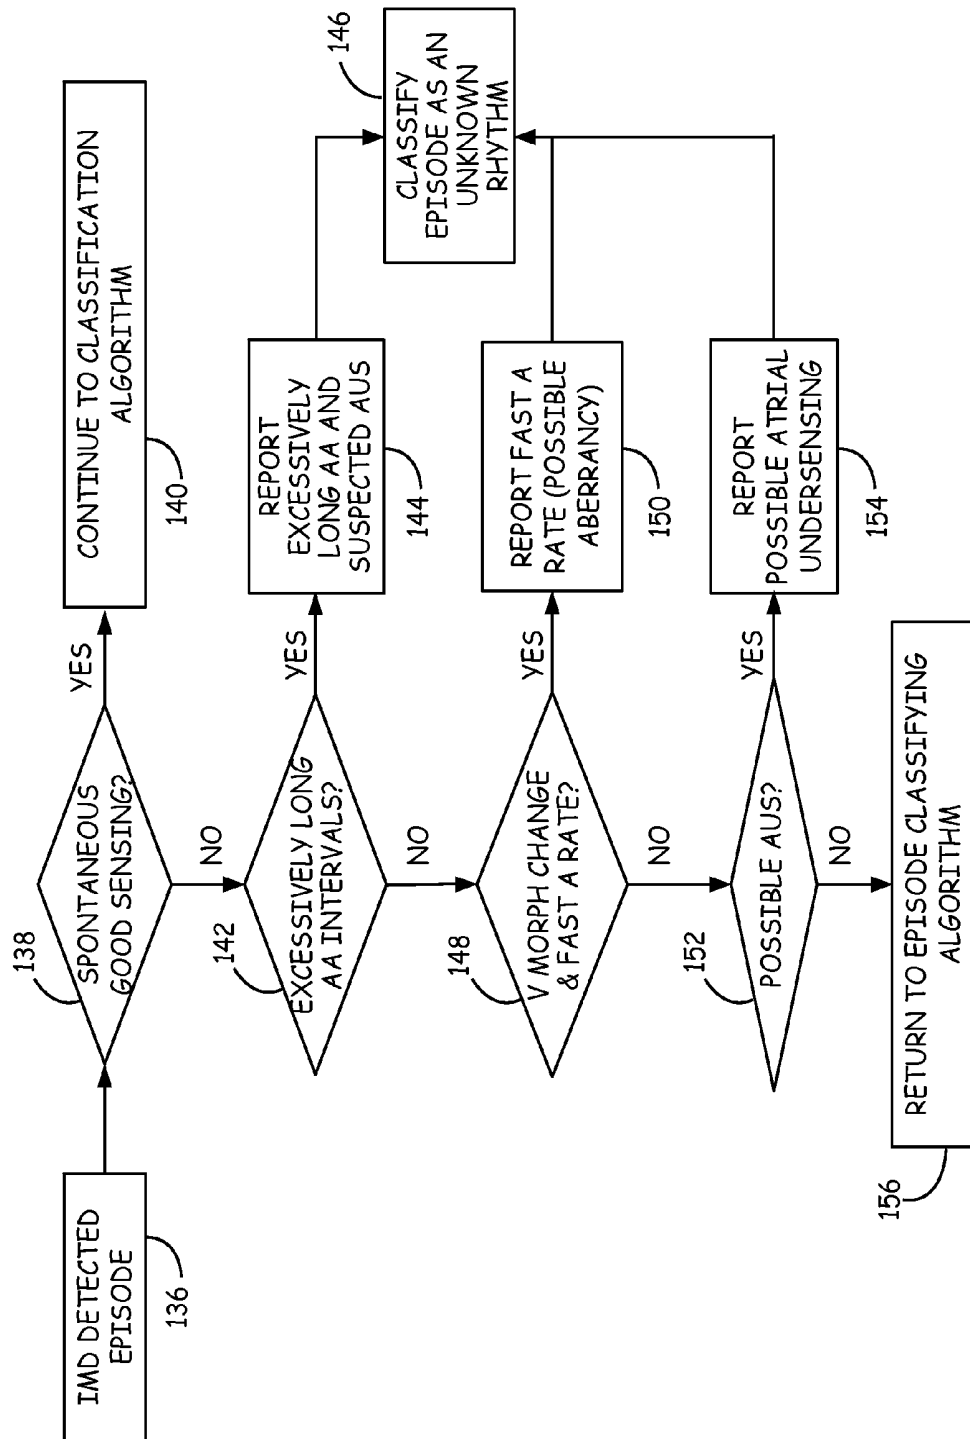 IMD DETECTED
EPISODE
136
138
SPONTANEOUS
GOOD SENSING?
YES
CONTINUE TO CLASSIFICATION
ALGORITHM
140
NO
142
EXCESSIVELY LONG
AA INTERVALS?
YES
REPORT
EXCESSIVELY
LONG AA AND
SUSPECTED AUS
144
146
CLASSIFY
EPISODE AS AN
UNKNOWN
RHYTHM
NO
148
V MORPH CHANGE
& FAST A RATE?
YES
REPORT FAST A
RATE (POSSIBLE
ABERRANCY)
150
NO
152
POSSIBLE AUS?
YES
REPORT
POSSIBLE ATRIAL
UNDERSENSING
154
NO
RETURN TO EPISODE CLASSIFYING
ALGORITHM
156